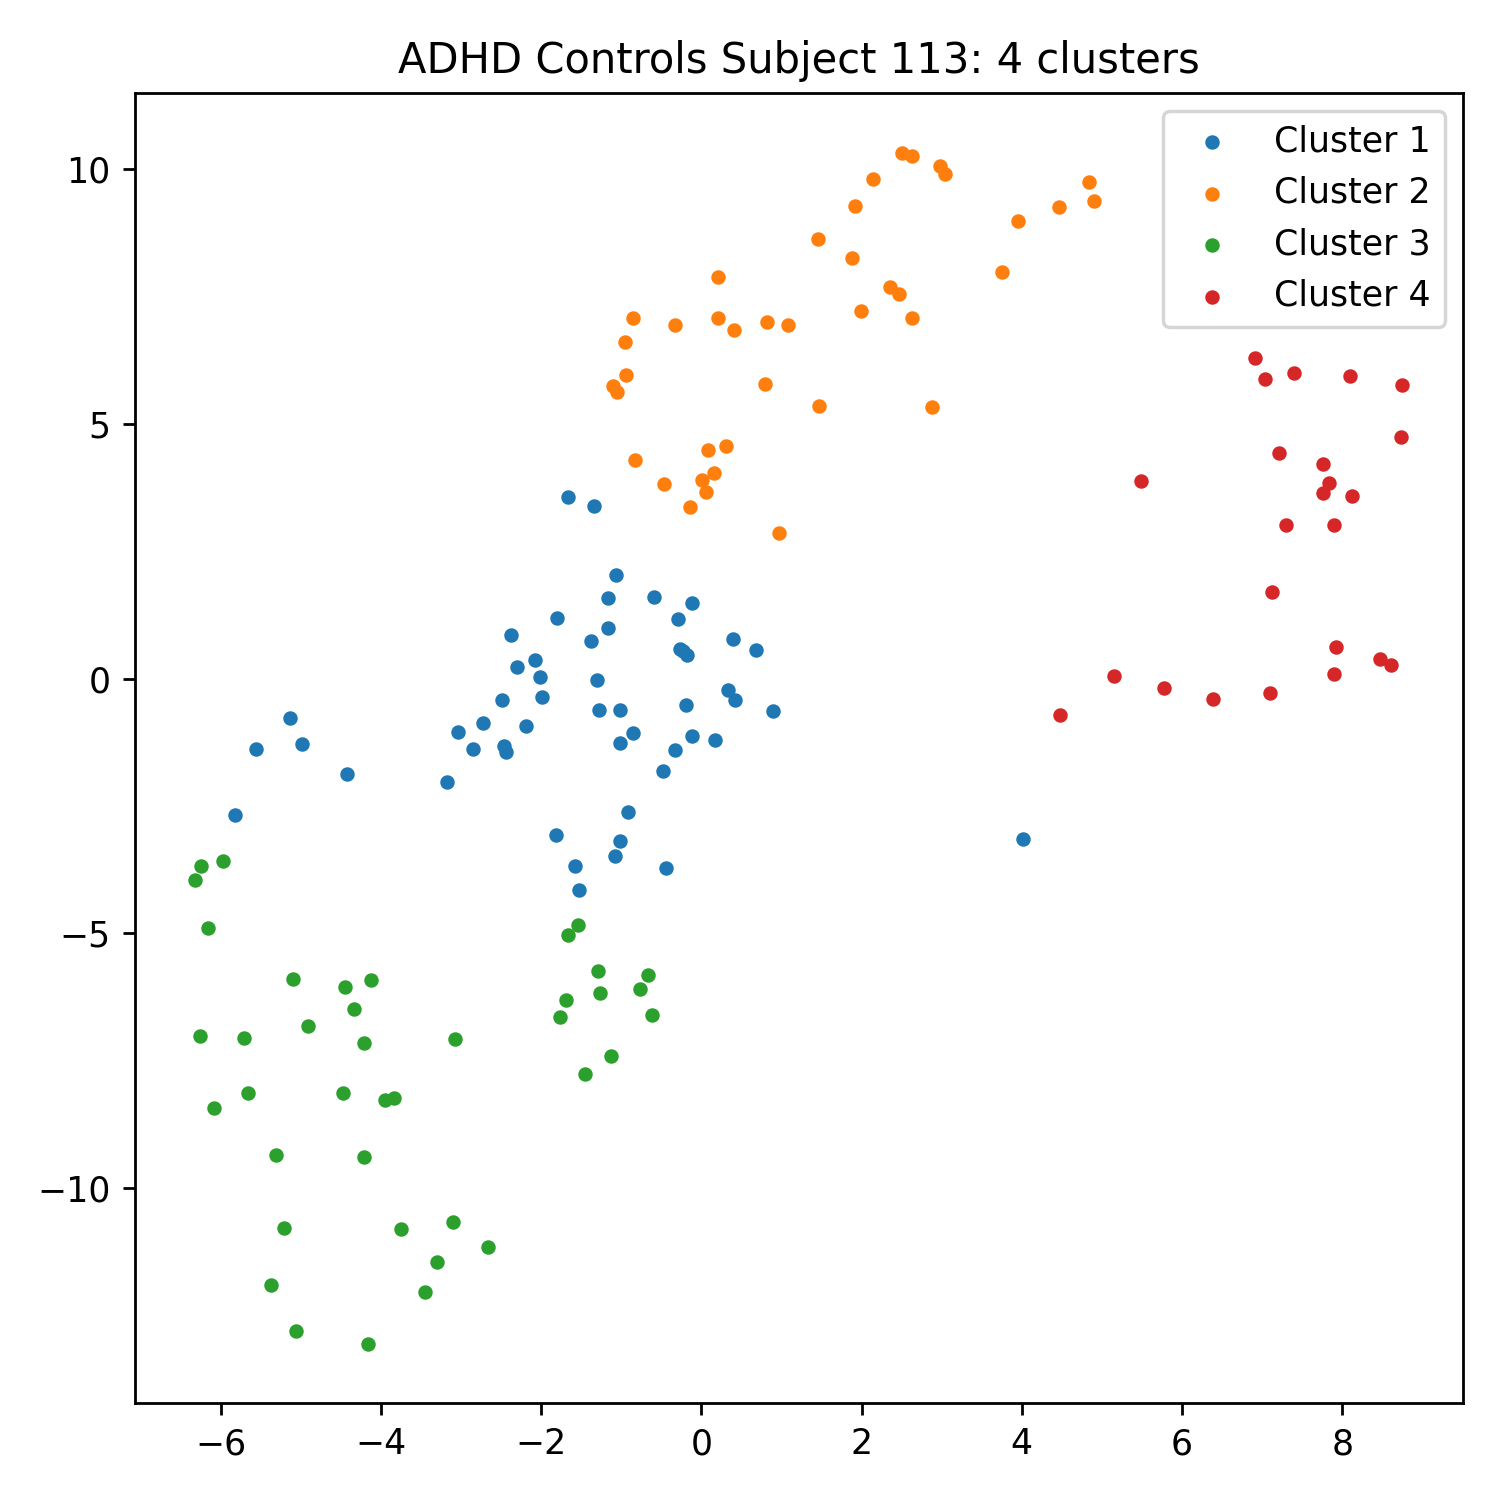 ADHD Controls Subject 113: 4 clusters
Cluster 1
Cluster 2
Cluster 3
Cluster 4
10
5
0
−5
−10
−6 −4 −2 0 2 4 6 8